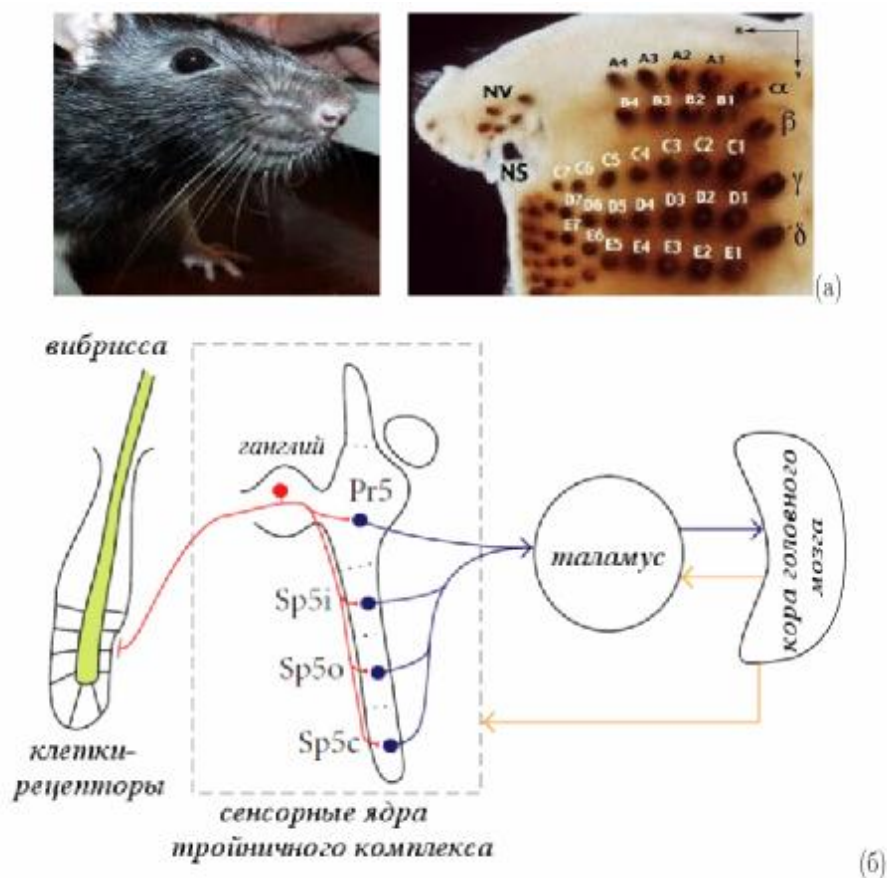 A4 A3 A2 A1
α
NV
B4 B3 B2 B1
β
NS
C7 C6 C5 C4 C3 C2 C1
γ
D7 D6 D5 D4 D3 D2 D1
δ
E7 E6 E5 E4 E3 E2 E1
(а)
вибрисса
ганглий
Pr5
Sp5i
Sp5o
Sp5c
таламус
кора головного
мозга
клетки-
рецепторы
сенсорные ядра
тройничного комплекса
(б)